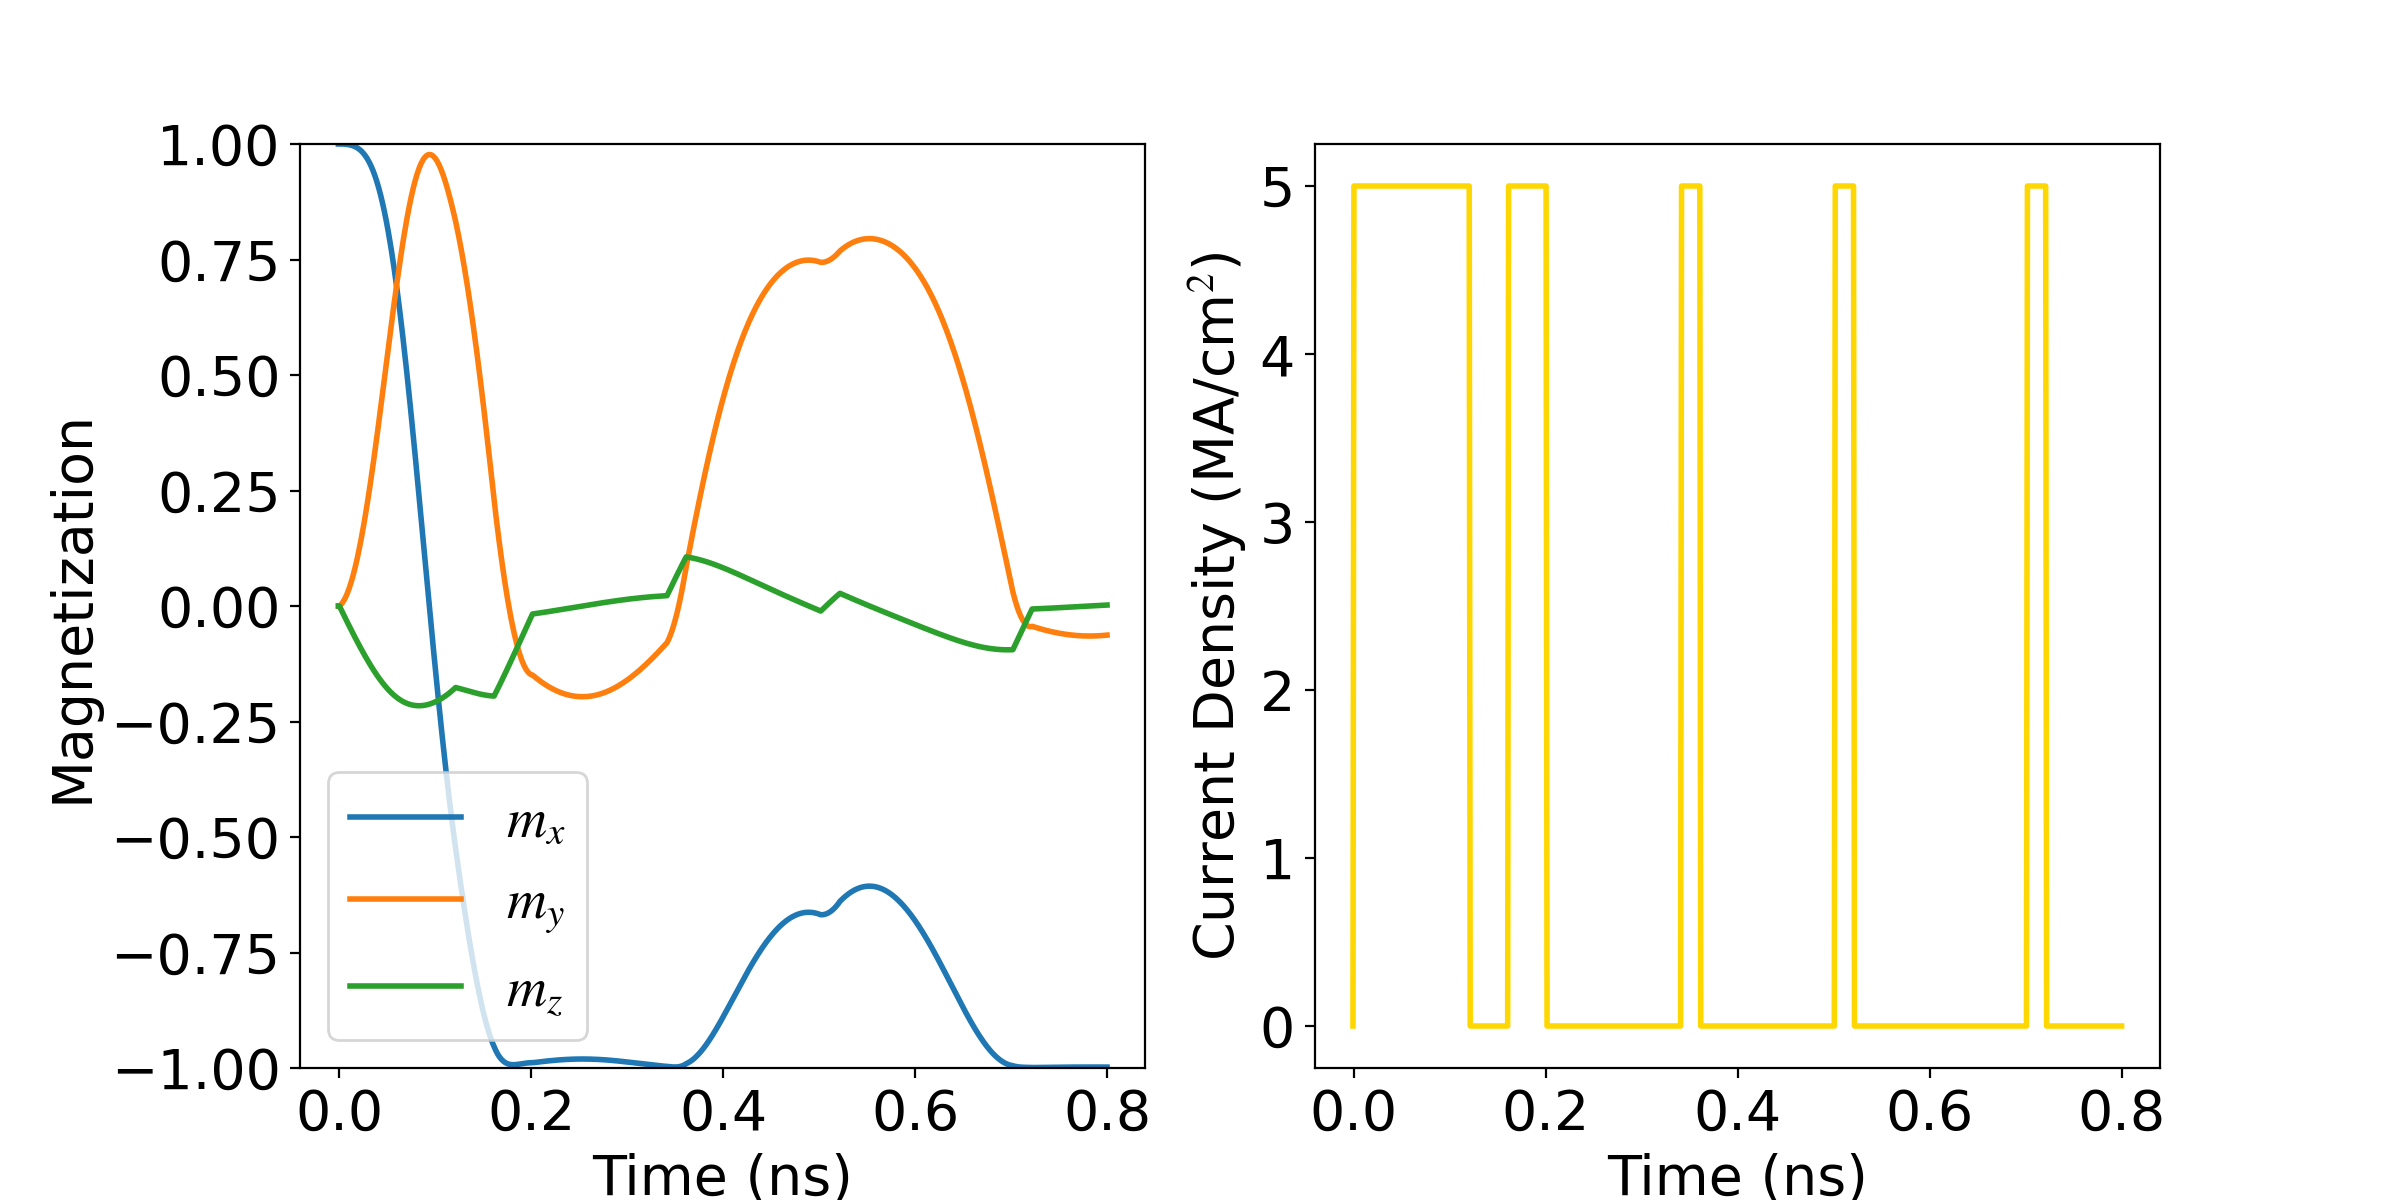 Magnetization
1.00
0.75
0.50
0.25
0.00
−0.25
−0.50
−0.75
−1.00
m_x
m_y
m_z
0.0 0.2 0.4 0.6 0.8
Time (ns)
Current Density (MA/cm²)
5
4
3
2
1
0
0.0 0.2 0.4 0.6 0.8
Time (ns)